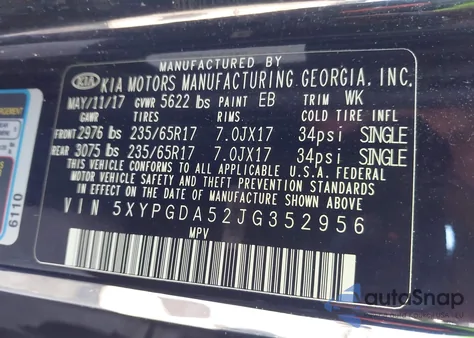 MANUFACTURED BY
KIA KIA MOTORS MANUFACTURING GEORGIA, INC.
MAY/11/17 GVWR 5622 lbs PAINT EB TRIM WK
GAWR TIRES RIMS COLD TIRE INFL
FRONT 2976 lbs 235/65R17 7.0JX17 34psi SINGLE
REAR 3075 lbs 235/65R17 7.0JX17 34psi SINGLE
THIS VEHICLE CONFORMS TO ALL APPLICABLE U.S.A. FEDERAL
MOTOR VEHICLE SAFETY AND THEFT PREVENTION STANDARDS
IN EFFECT ON THE DATE OF MANUFACTURE SHOWN ABOVE.
VIN 5XYPGDA52JG352956
MPV
6110
autoSnap